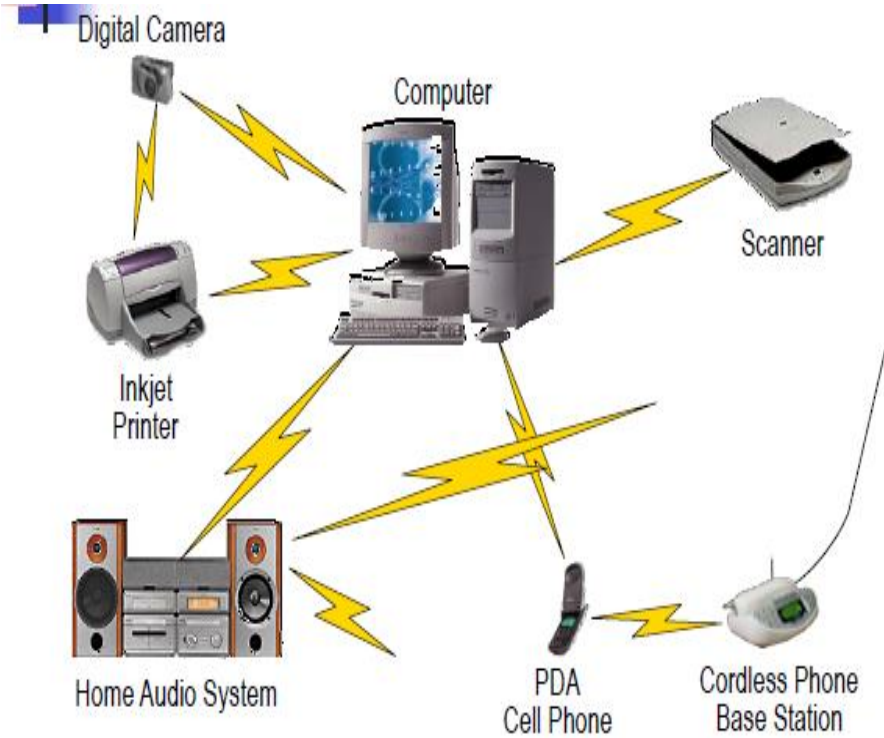 Digital Camera
Computer
Scanner
Inkjet
Printer
Home Audio System
PDA
Cell Phone
Cordless Phone
Base Station